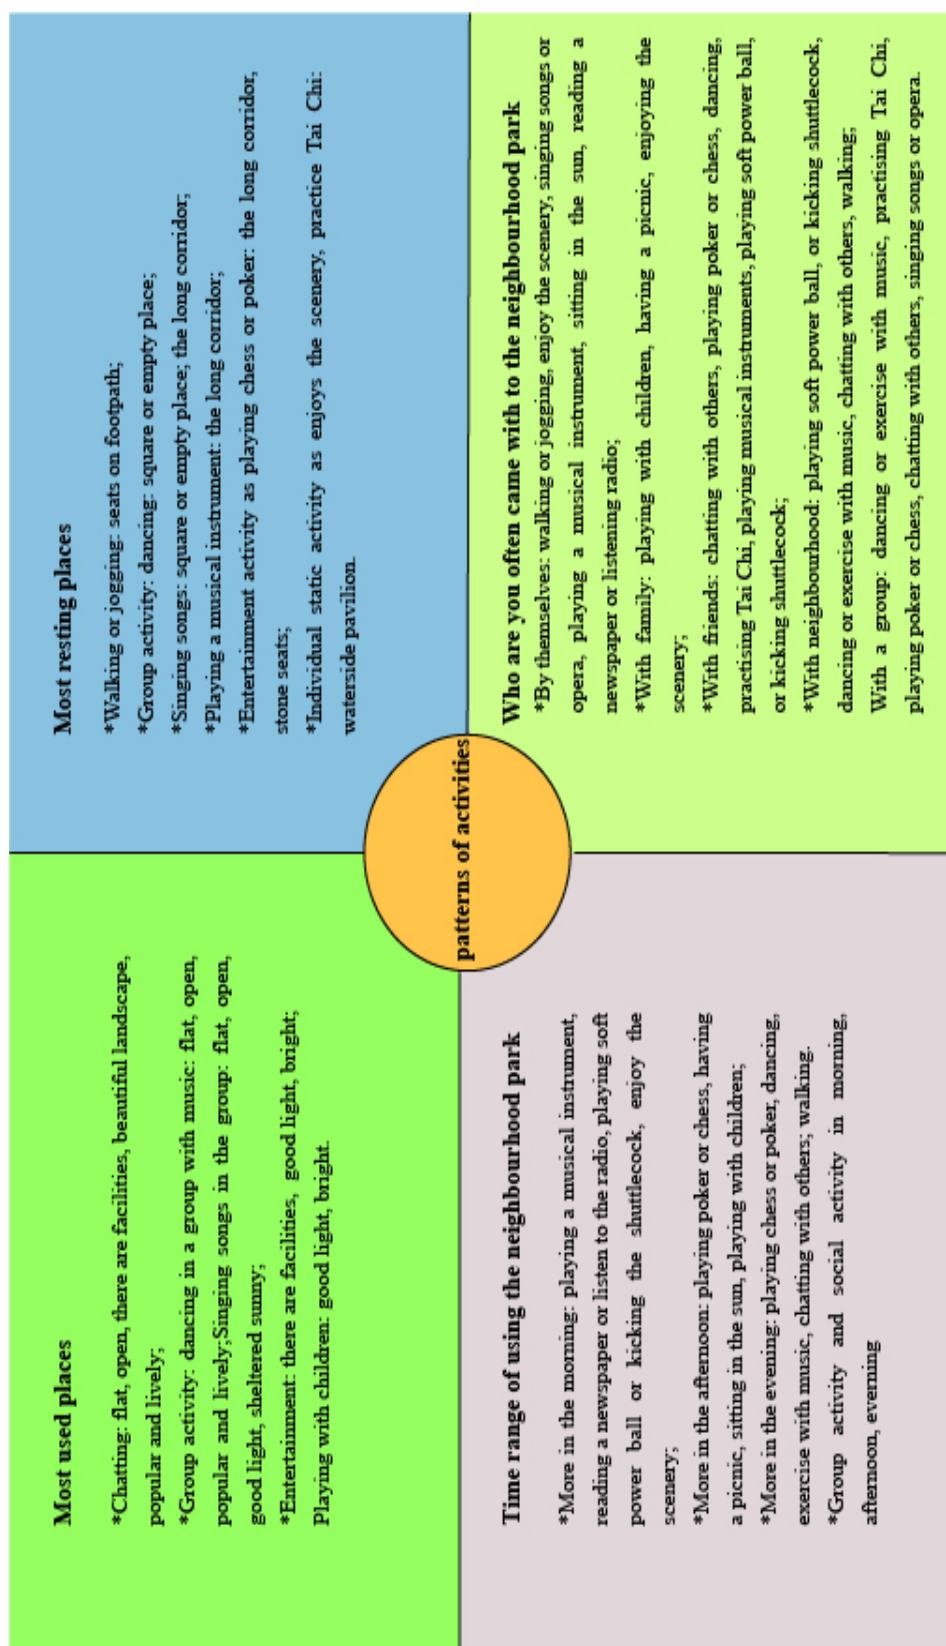 Most used places
*Chatting: flat, open, there are facilities, beautiful landscape,
popular and lively;
*Group activity: dancing in a group with music: flat, open,
popular and lively;Singing songs in the group: flat, open,
good light, sheltered sunny;
*Entertainment: there are facilities, good light, bright;
Playing with children: good light, bright.
Most resting places
*Walking or jogging: seats on footpath;
*Group activity: dancing: square or empty place;
*Singing songs: square or empty place; the long corridor;
*Playing a musical instrument: the long corridor;
*Entertainment activity as playing chess or poker: the long corridor,
stone seats;
*Individual static activity as enjoys the scenery, practice Tai Chi:
waterside pavilion.
patterns of activities
Time range of using the neighbourhood park
*More in the morning: playing a musical instrument,
reading a newspaper or listen to the radio, playing soft
power ball or kicking the shuttlecock, enjoy the
scenery;
*More in the afternoon: playing poker or chess, having
a picnic, sitting in the sun, playing with children;
*More in the evening: playing chess or poker, dancing,
exercise with music, chatting with others; walking.
*Group activity and social activity in morning,
afternoon, everning
Who are you often came with to the neighbourhood park
*By themselves: walking or jogging, enjoy the scenery, singing songs or
opera, playing a musical instrument, sitting in the sun, reading a
newspaper or listening radio;
*With family: playing with children, having a picnic, enjoying the
scenery;
*With friends: chatting with others, playing poker or chess, dancing,
practising Tai Chi, playing musical instruments, playing soft power ball,
or kicking shuttlecock;
*With neighbourhood: playing soft power ball, or kicking shuttlecock,
dancing or exercise with music, chatting with others, walking;
With a group: dancing or exercise with music, practising Tai Chi,
playing poker or chess, chatting with others, singing songs or opera.